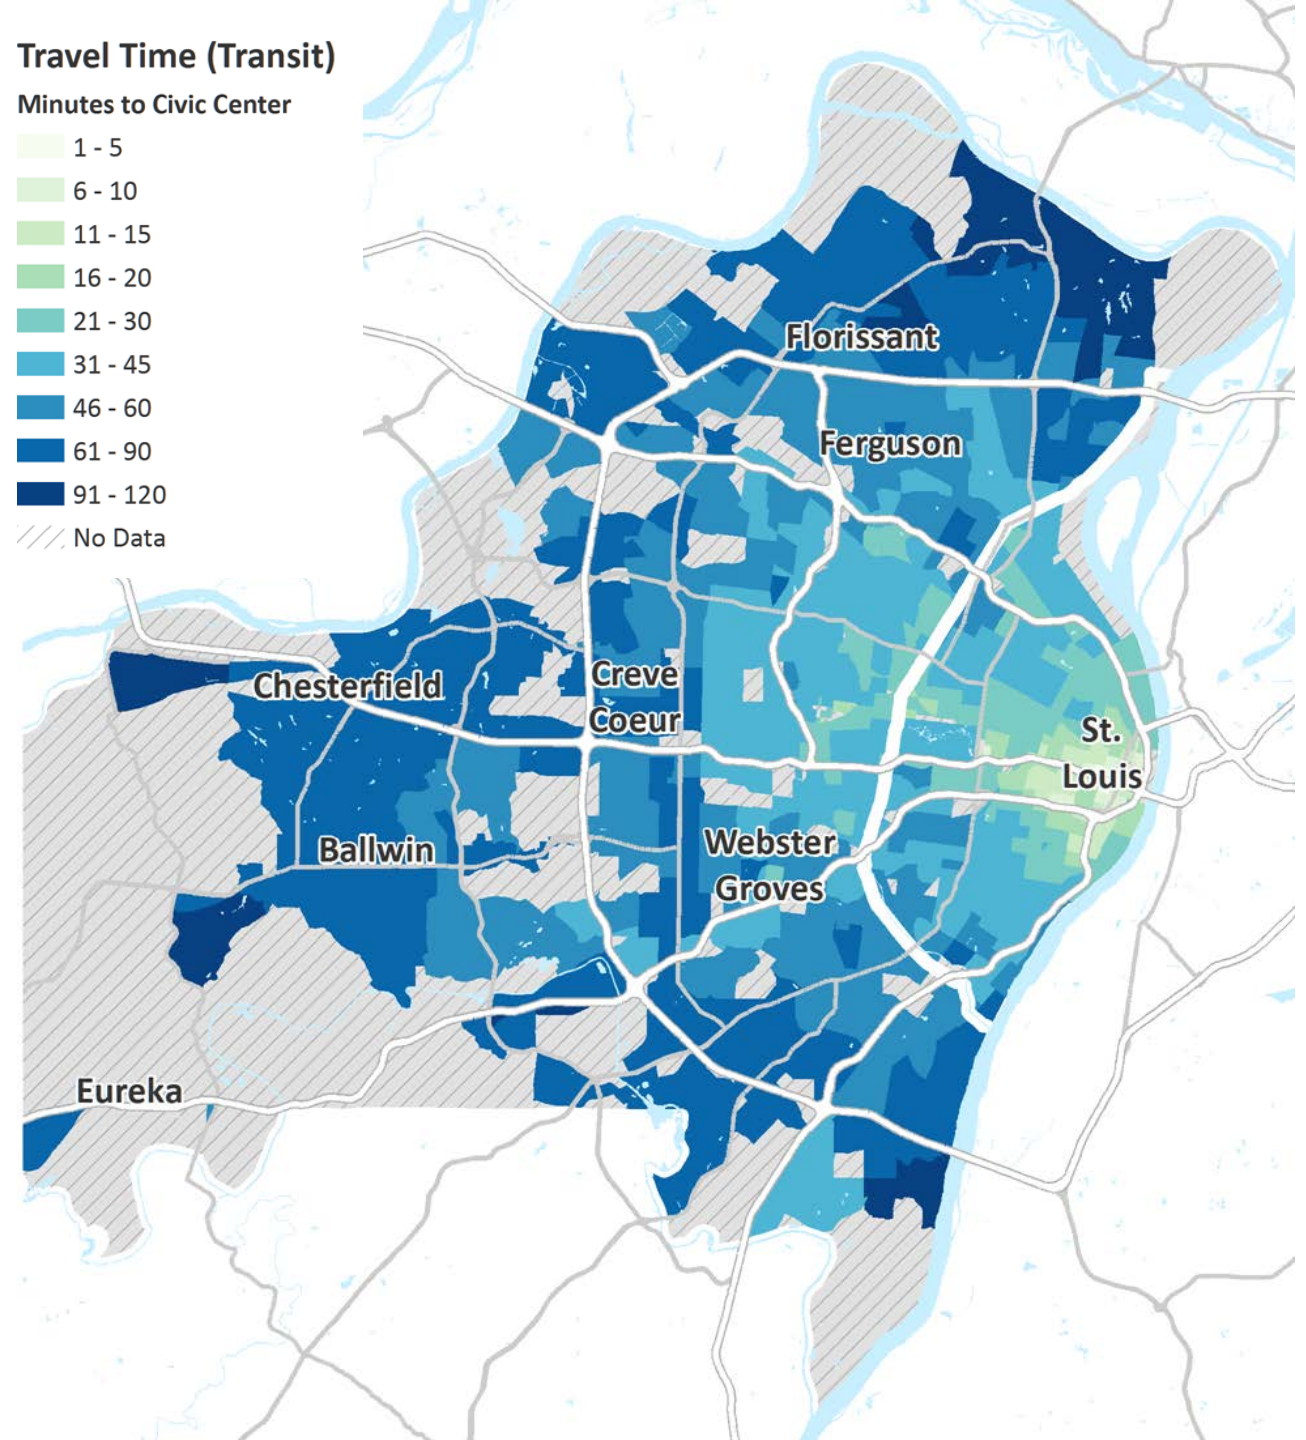 Travel Time (Transit)
Minutes to Civic Center
1 - 5
6 - 10
11 - 15
16 - 20
21 - 30
31 - 45
46 - 60
61 - 90
91 - 120
No Data
Florissant
Ferguson
Chesterfield
Creve
Coeur
St.
Louis
Ballwin
Webster
Groves
Eureka